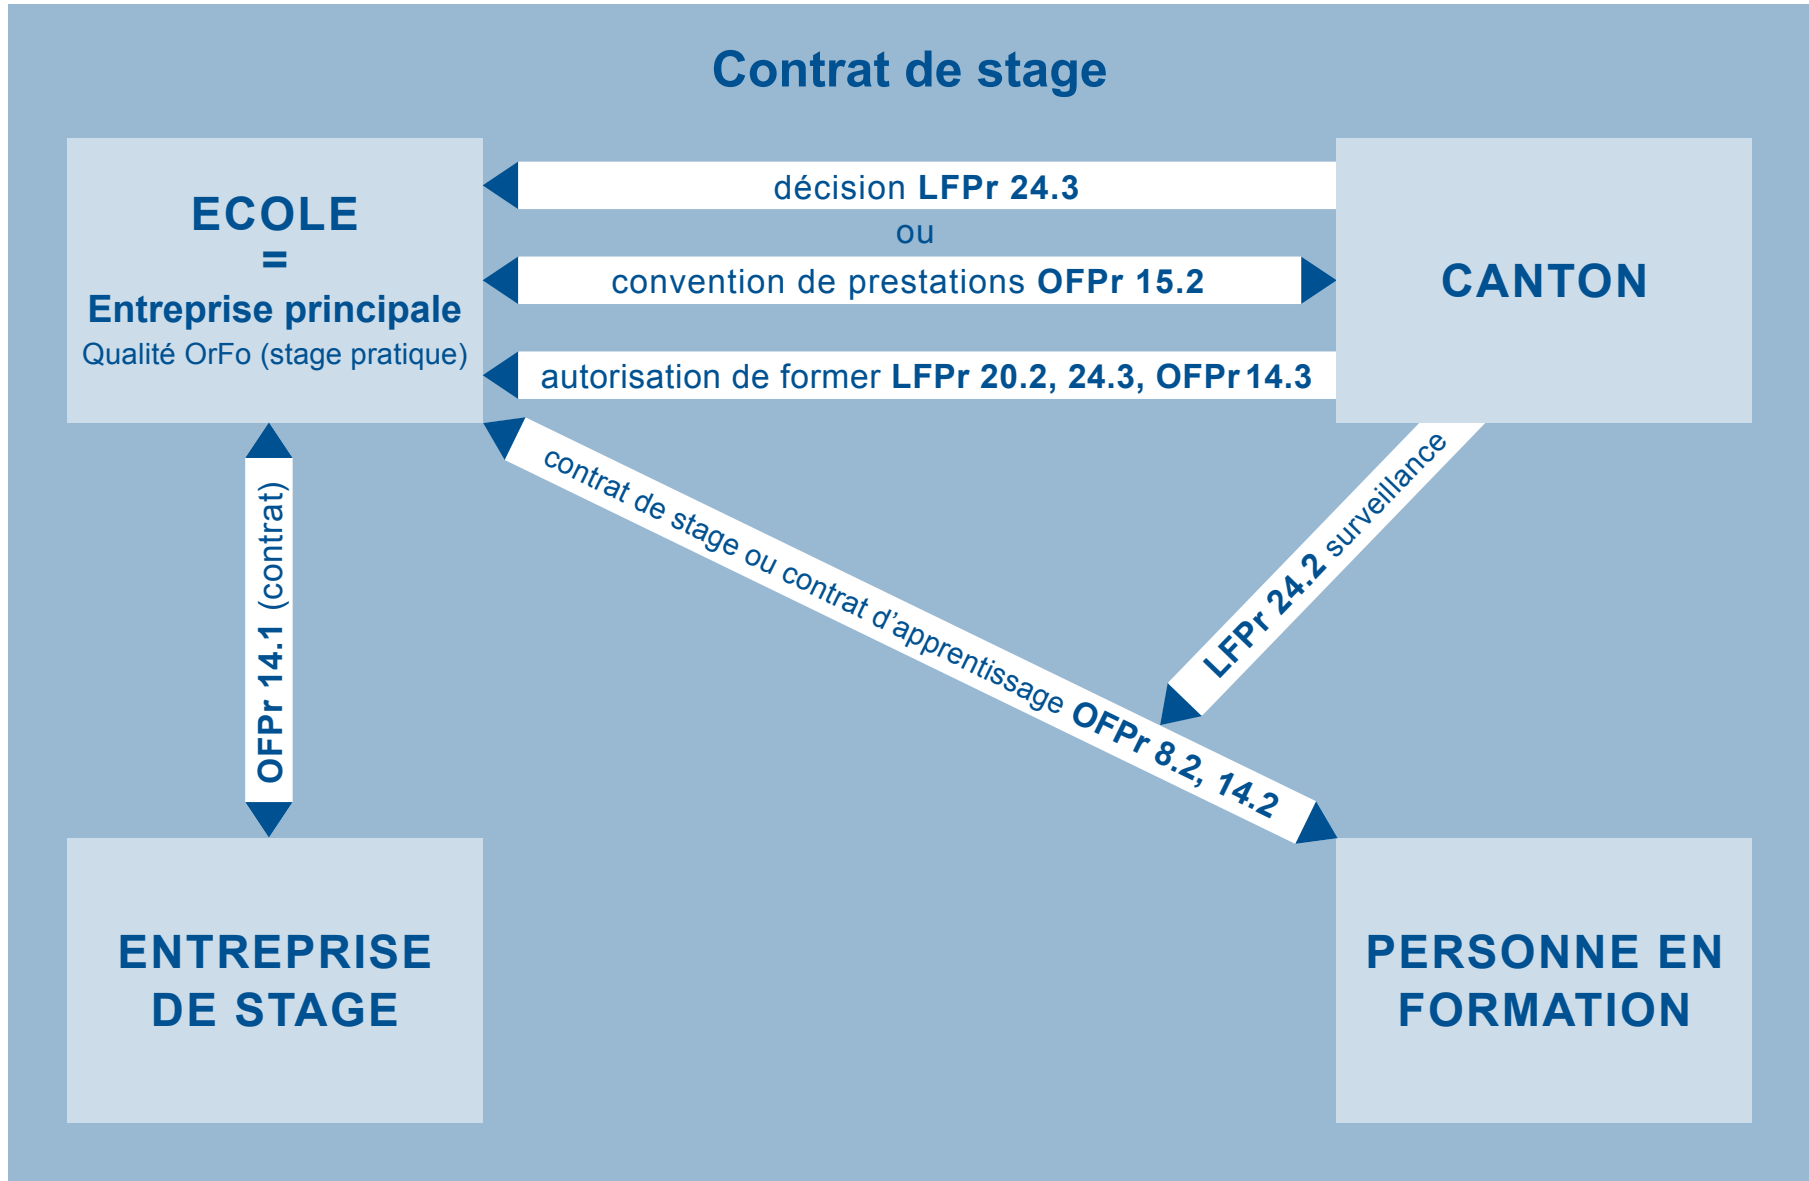 Contrat de stage
ECOLE
=
Entreprise principale
Qualité OrFo (stage pratique)
décision LFPr 24.3
ou
convention de prestations OFPr 15.2
autorisation de former LFPr 20.2, 24.3, OFPr 14.3
CANTON
OFPr 14.1 (contrat)
contrat de stage ou contrat d’apprentissage OFPr 8.2, 14.2
LFPr 24.2 surveillance
ENTREPRISE
DE STAGE
PERSONNE EN
FORMATION